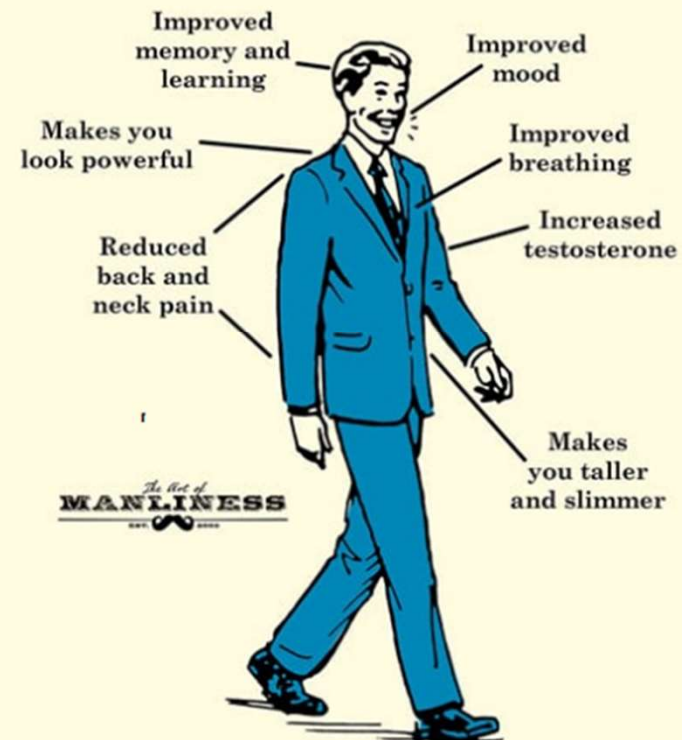 Improved
memory and
learning
Improved
mood
Makes you
look powerful
Improved
breathing
Increased
testosterone
Reduced
back and
neck pain
r
Makes
you taller
and slimmer
The Art of
MANLINESS
EST.